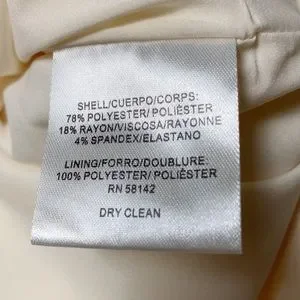 SHELL/CUERPO/CORPS:
78% POLYESTER/ POLIÉSTER
18% RAYON/VISCOSA/RAYONNE
4% SPANDEX/ELASTANO
LINING/FORRO/DOUBLURE:
100% POLYESTER/ POLIÉSTER
RN 58142
DRY CLEAN